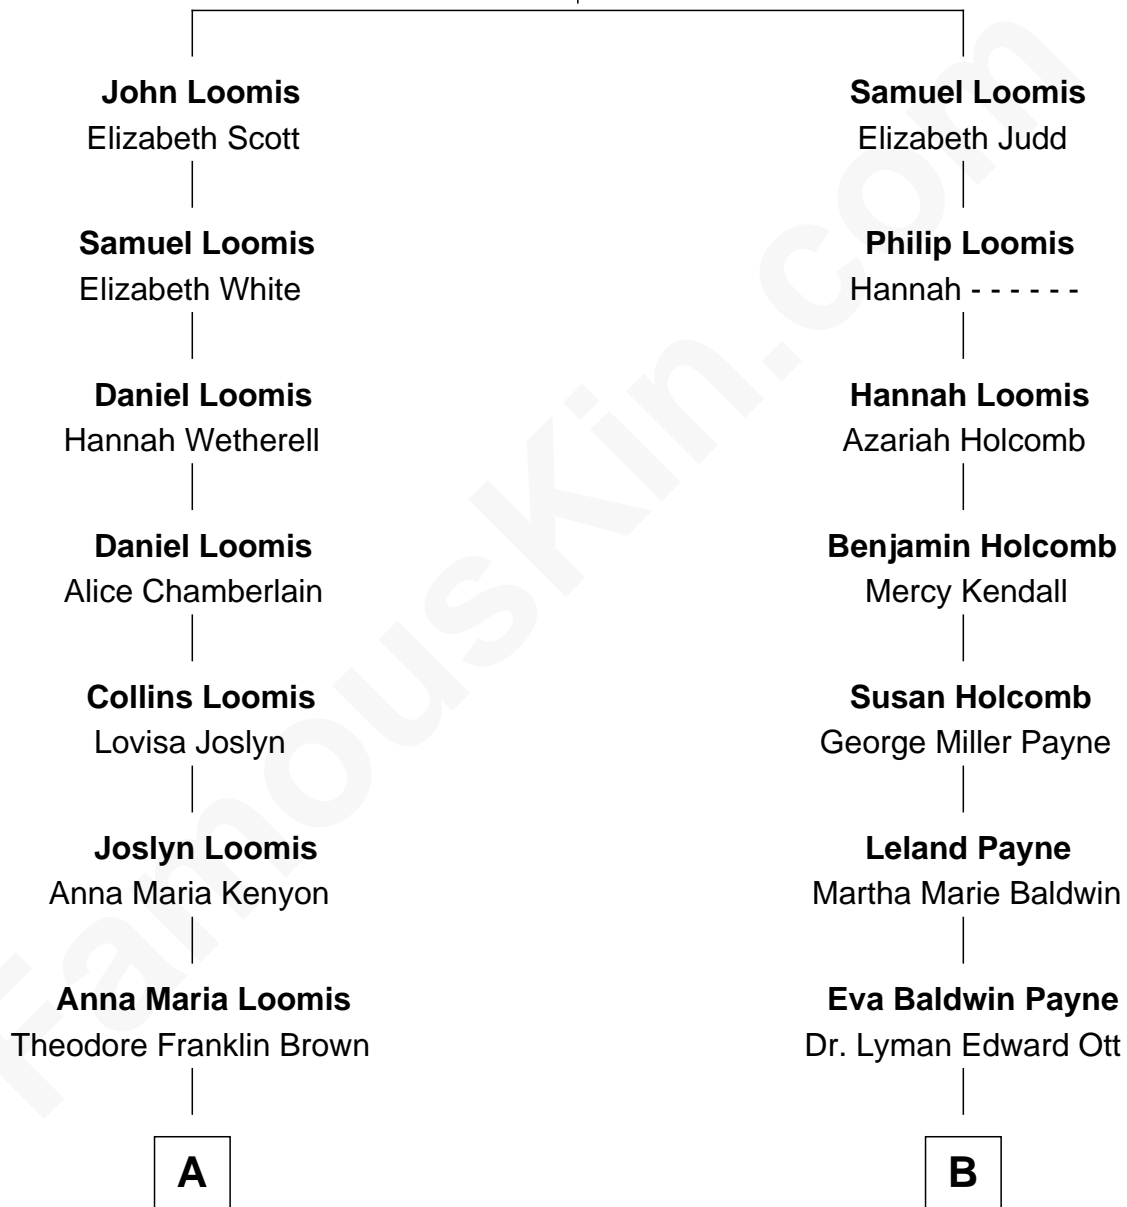 John Loomis
Elizabeth Scott
Samuel Loomis
Elizabeth White
Daniel Loomis
Hannah Wetherell
Daniel Loomis
Alice Chamberlain
Collins Loomis
Lovisa Joslyn
Joslyn Loomis
Anna Maria Kenyon
Anna Maria Loomis
Theodore Franklin Brown
A
Samuel Loomis
Elizabeth Judd
Philip Loomis
Hannah - - - - - -
Hannah Loomis
Azariah Holcomb
Benjamin Holcomb
Mercy Kendall
Susan Holcomb
George Miller Payne
Leland Payne
Martha Marie Baldwin
Eva Baldwin Payne
Dr. Lyman Edward Ott
B
FamousKin.com